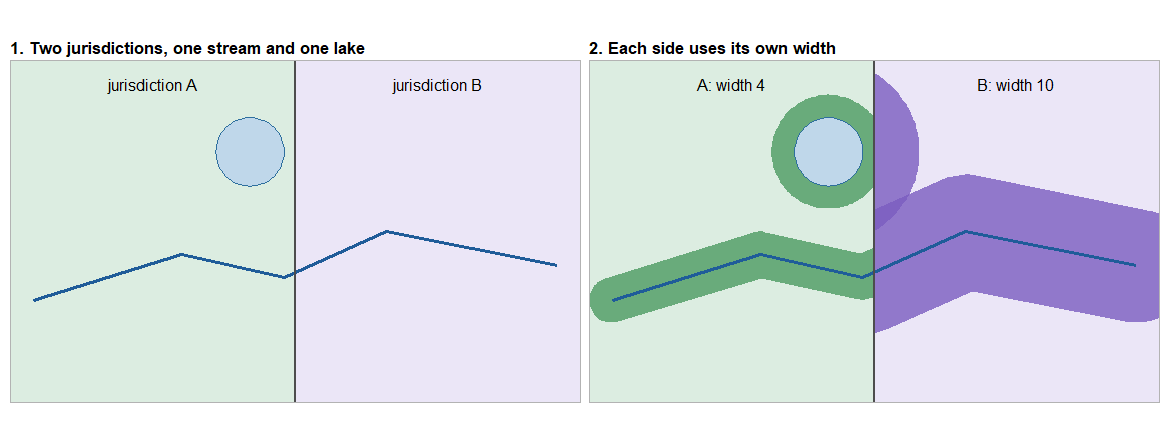 1. Two jurisdictions, one stream and one lake
jurisdiction A
jurisdiction B
2. Each side uses its own width
A: width 4
B: width 10